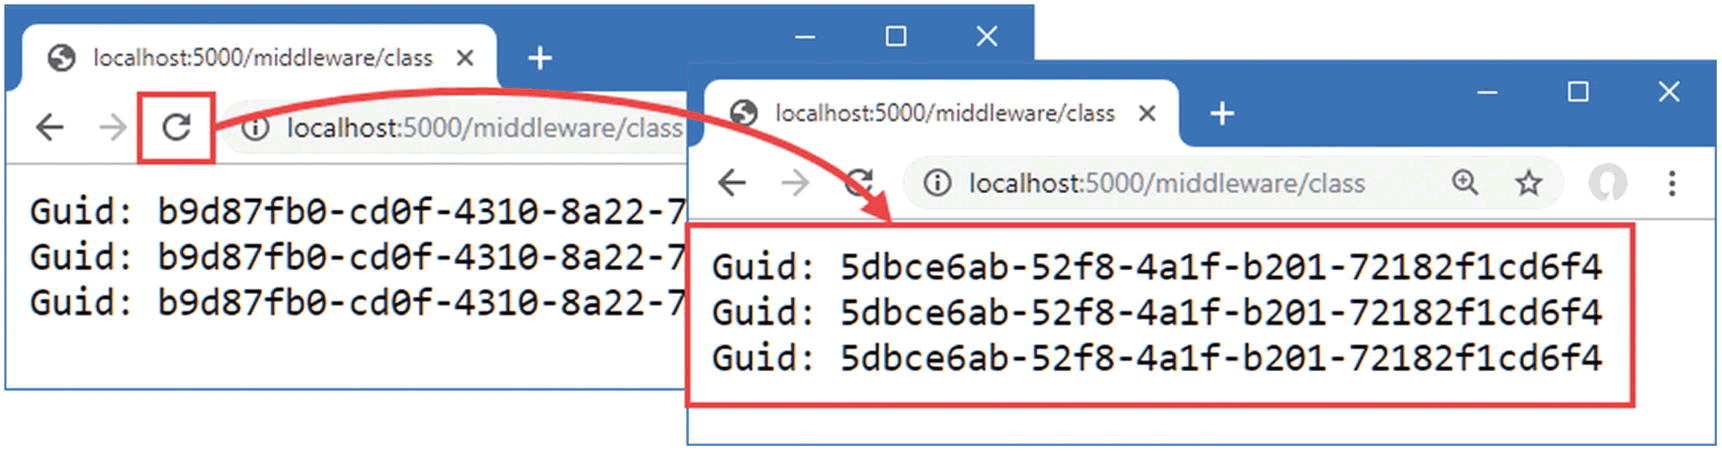 localhost:5000/middleware/class
localhost:5000/middleware/class
Guid: b9d87fb0-cd0f-4310-8a22-7
Guid: b9d87fb0-cd0f-4310-8a22-7
Guid: b9d87fb0-cd0f-4310-8a22-7
localhost:5000/middleware/class
localhost:5000/middleware/class
Guid: 5dbce6ab-52f8-4a1f-b201-72182f1cd6f4
Guid: 5dbce6ab-52f8-4a1f-b201-72182f1cd6f4
Guid: 5dbce6ab-52f8-4a1f-b201-72182f1cd6f4